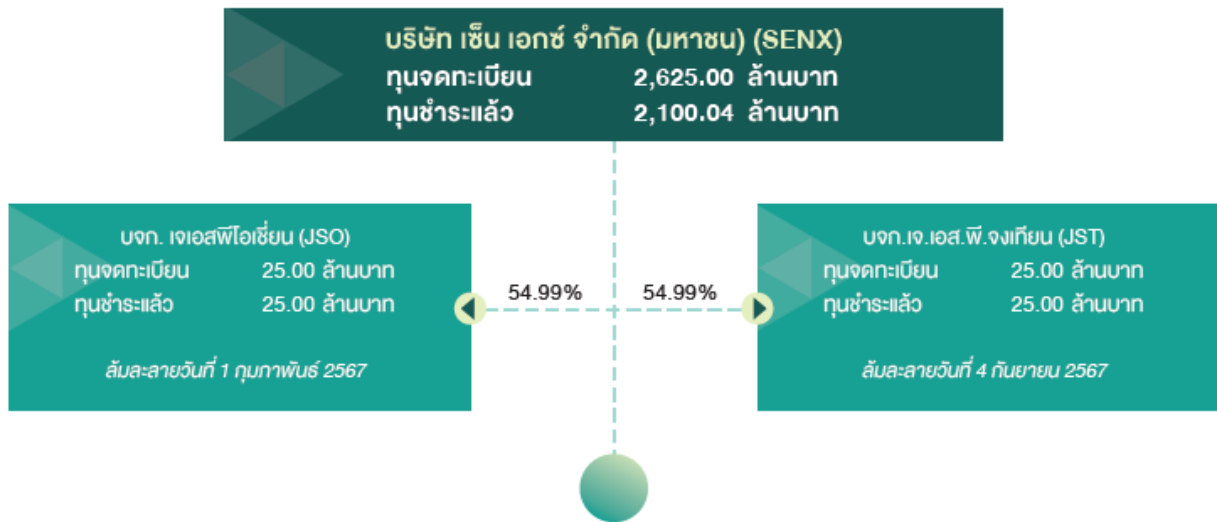 บริษัท เซ็น เอกซ์ จำกัด (มหาชน) (SENX)
ทุนจดทะเบียน 2,625.00 ล้านบาท
ทุนชำระแล้ว 2,100.04 ล้านบาท
บจก. เจเอสพีโอเชี่ยน (JSO)
ทุนจดทะเบียน 25.00 ล้านบาท
ทุนชำระแล้ว 25.00 ล้านบาท
ล้มละลายวันที่ 1 กุมภาพันธ์ 2567
54.99%
54.99%
บจก.เจ.เอส.พี.จงเทียน (JST)
ทุนจดทะเบียน 25.00 ล้านบาท
ทุนชำระแล้ว 25.00 ล้านบาท
ล้มละลายวันที่ 4 กันยายน 2567